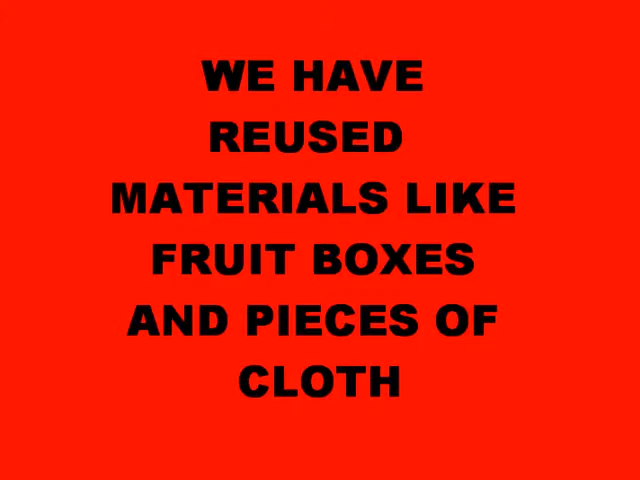 WE HAVE
REUSED
MATERIALS LIKE
FRUIT BOXES
AND PIECES OF
CLOTH